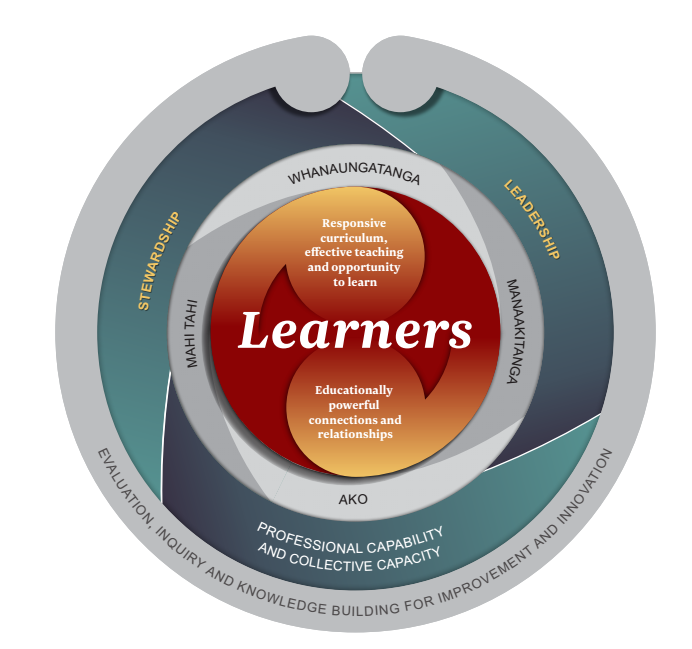 WHANAUNGATANGA
STEWARDSHIP
LEADERSHIP
Responsive
curriculum,
effective teaching
and opportunity
to learn
MAHI TAHI
Learners
MANAAKITANGA
Educationally
powerful
connections and
relationships
AKO
PROFESSIONAL CAPABILITY
AND COLLECTIVE CAPACITY
EVALUATION, INQUIRY AND KNOWLEDGE BUILDING FOR IMPROVEMENT AND INNOVATION